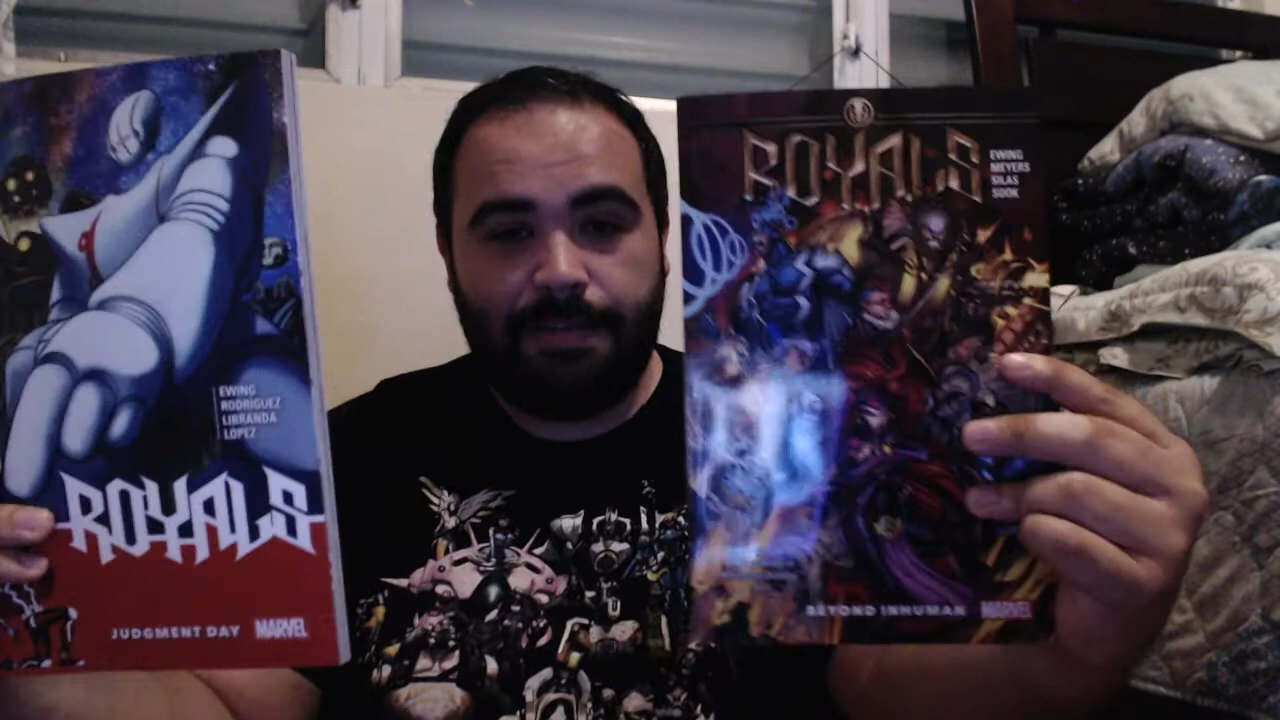 EWING
RODRIGUEZ
LIBRANDA
LOPEZ
ROYALS
JUDGMENT DAY
MARVEL
ROYALS
EWING
MEYERS
SILAS
SOOK
BEYOND INHUMAN
MARVEL